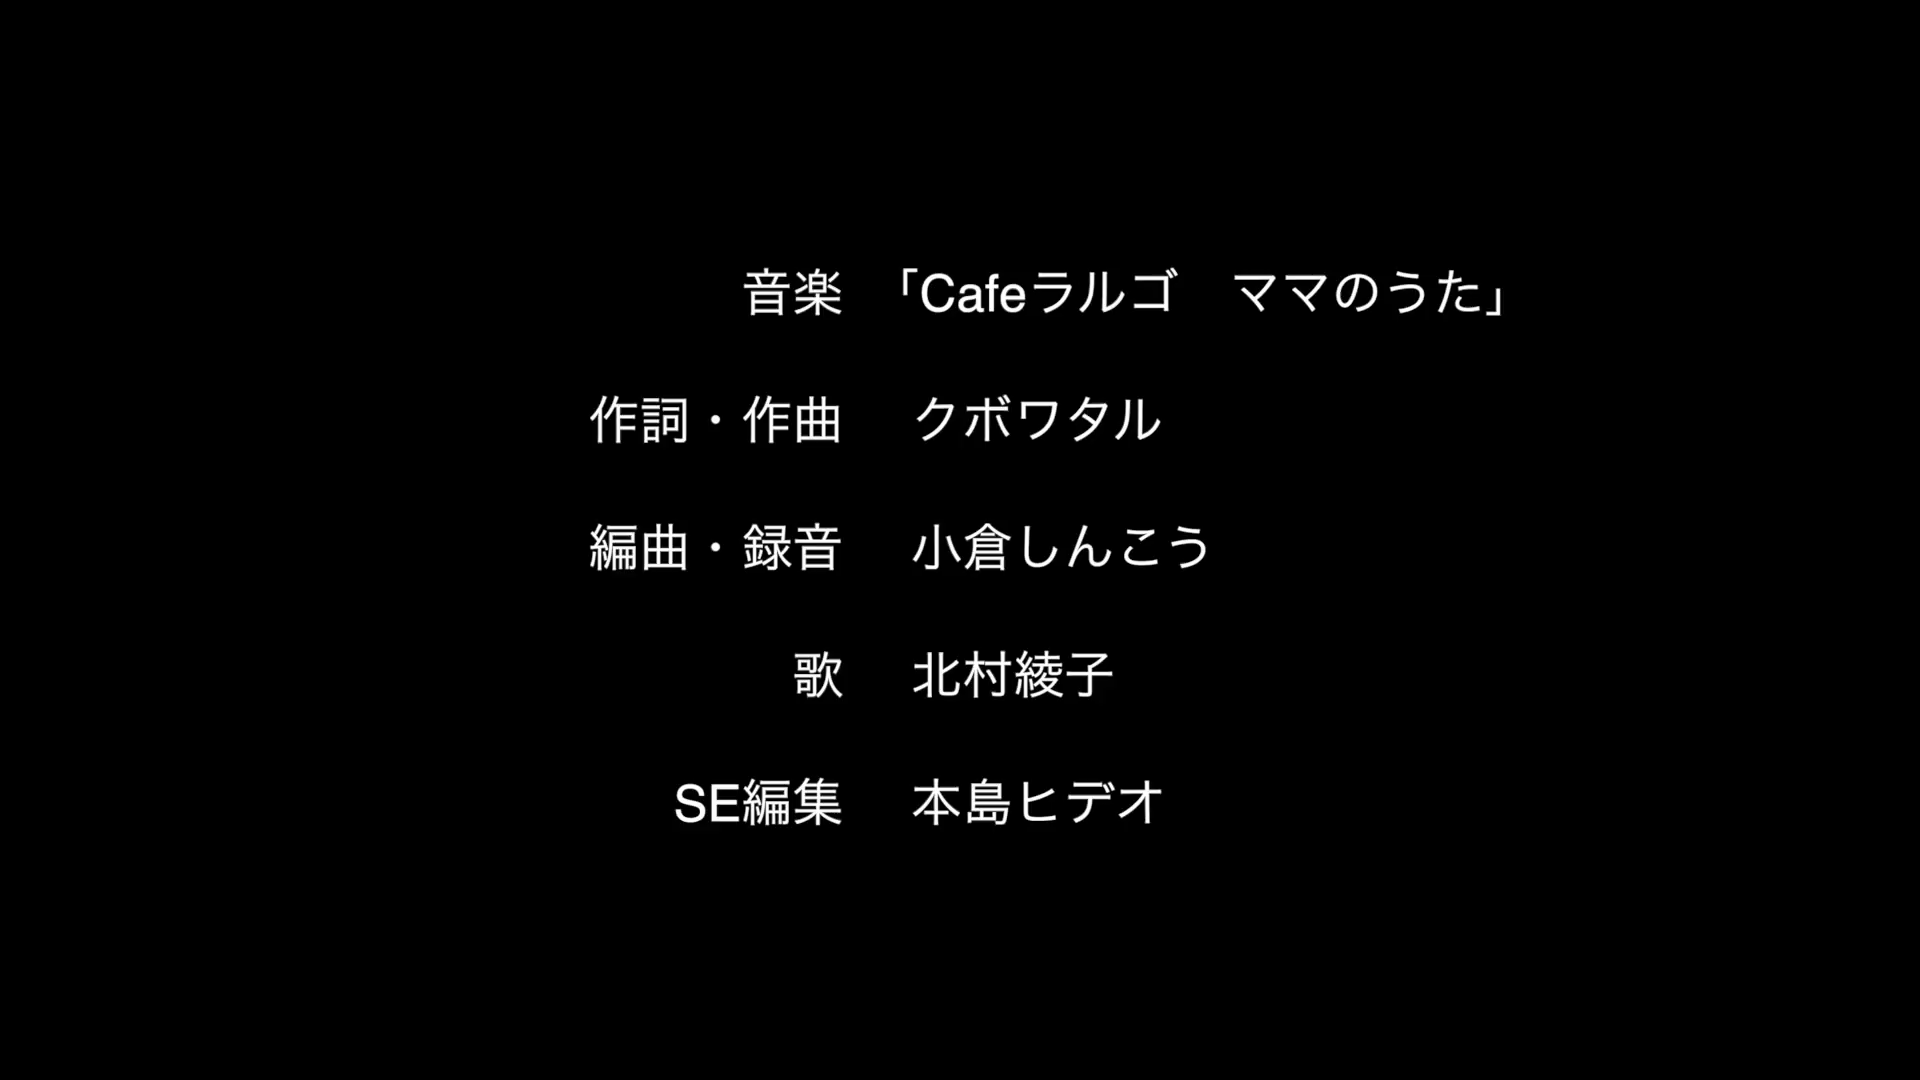 音楽 「Cafeラルゴ　ママのうた」
作詞・作曲 クボワタル
編曲・録音 小倉しんこう
歌 北村綾子
SE編集 本島ヒデオ